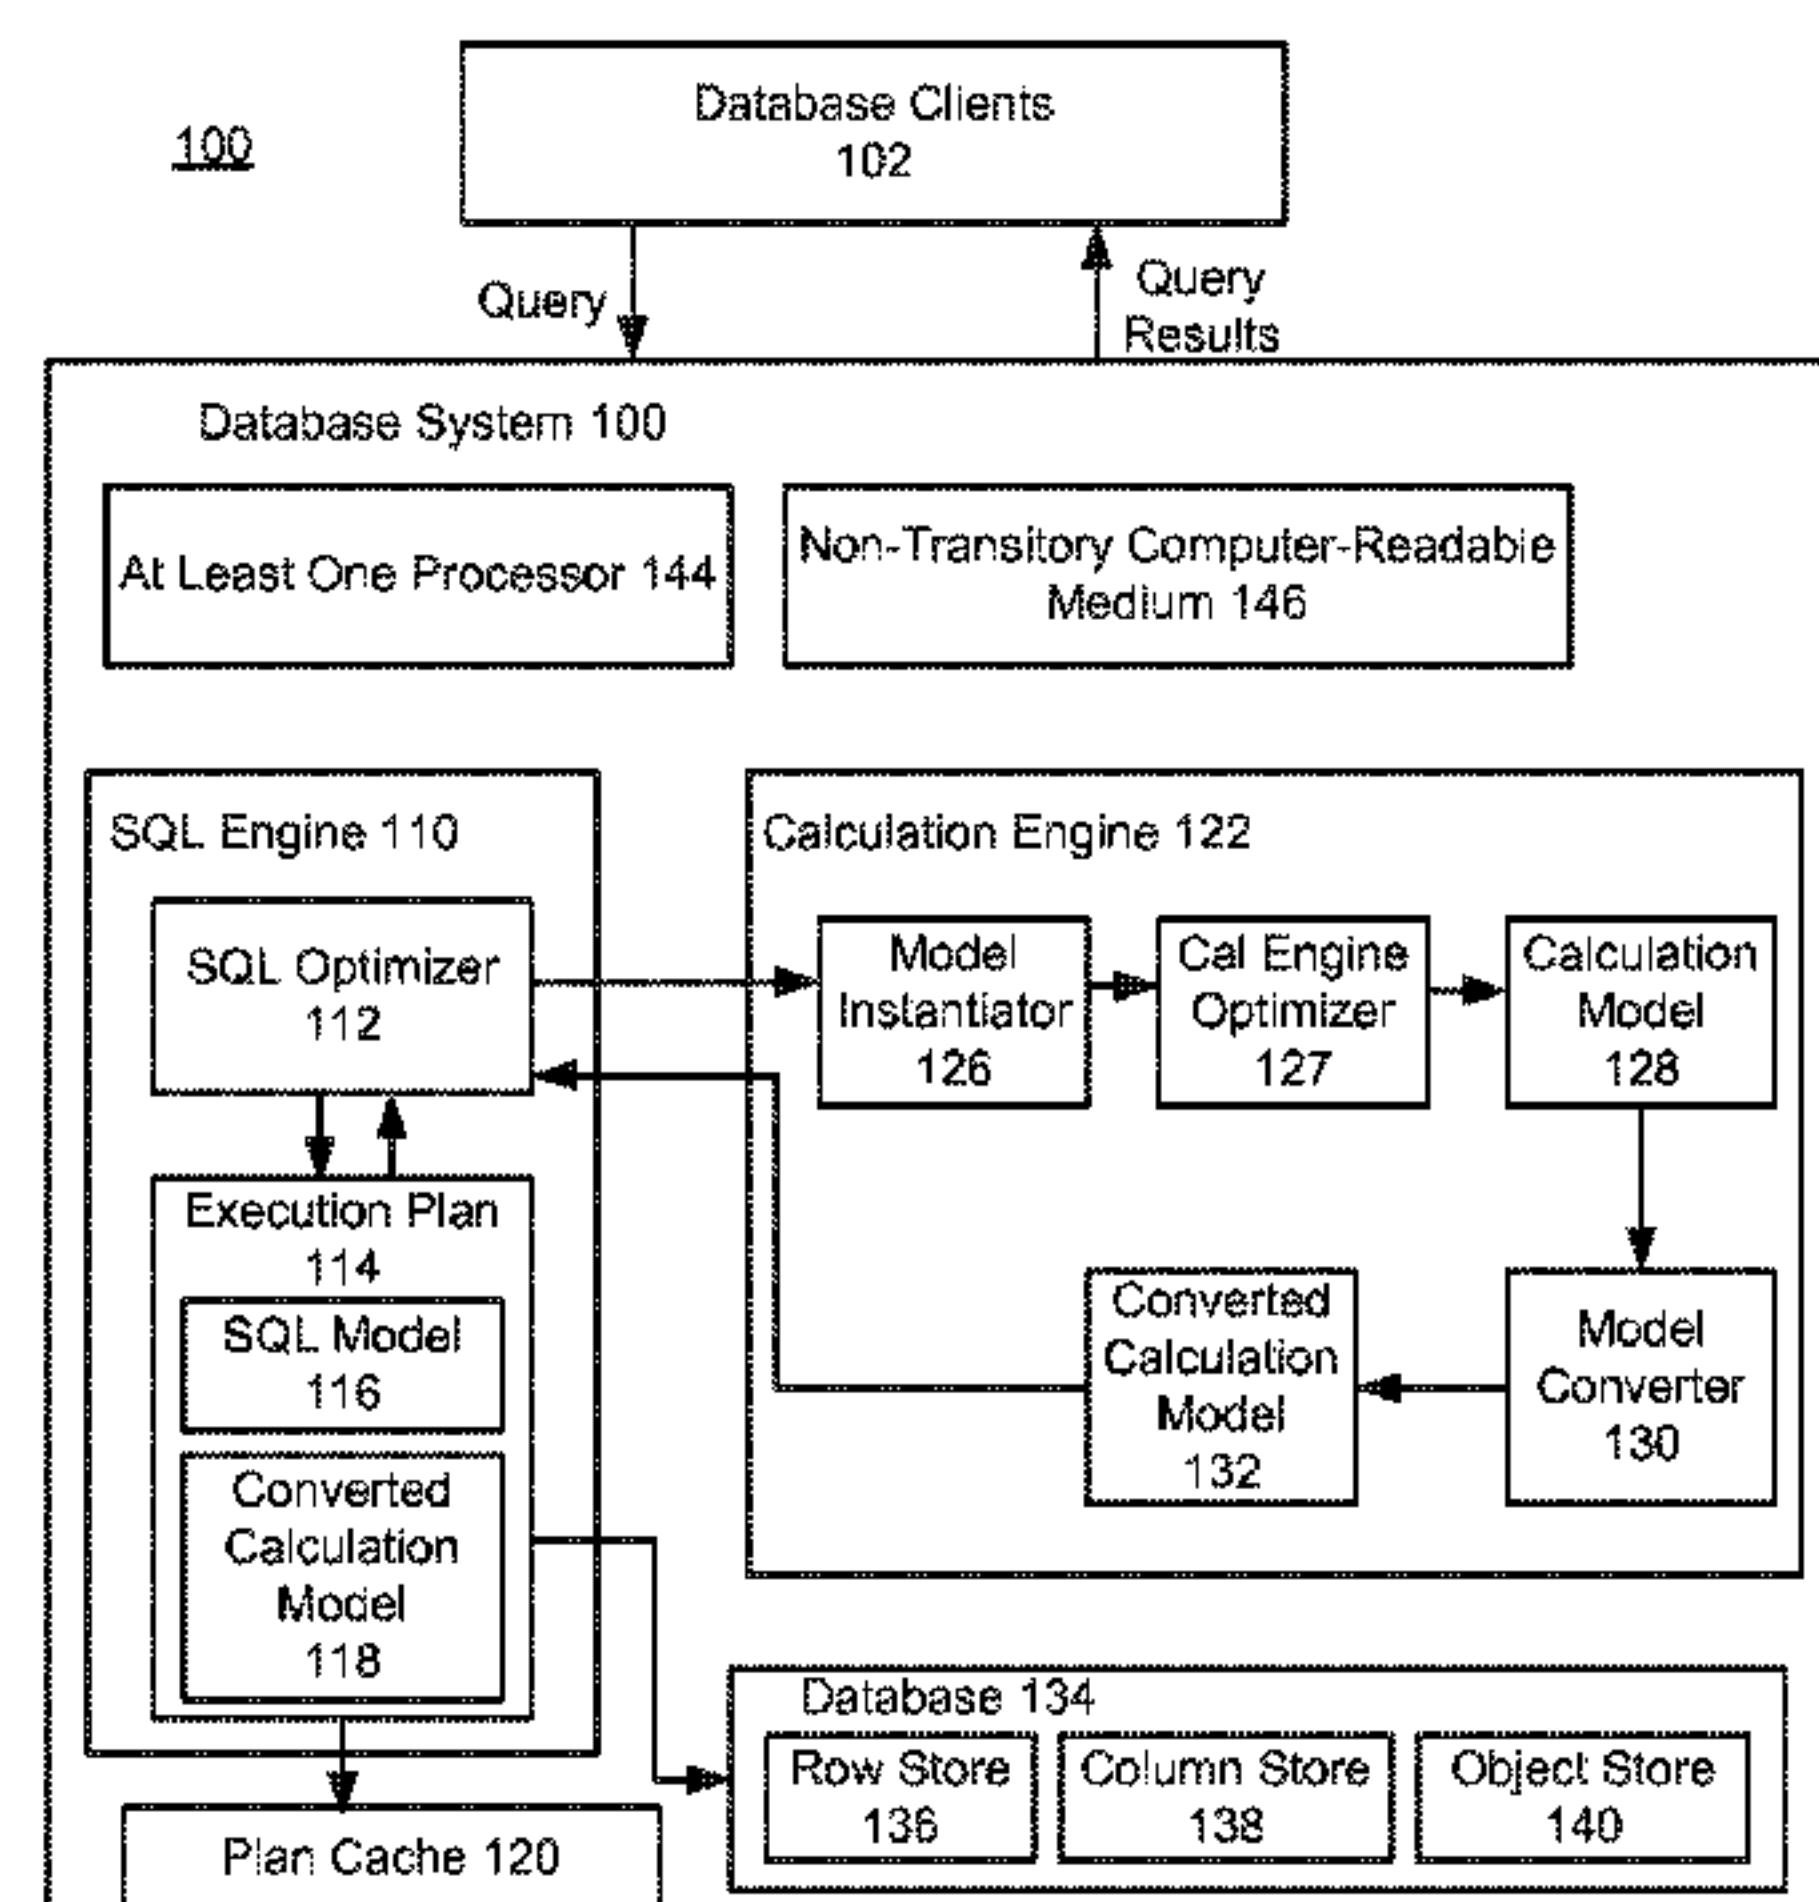 Database Clients
102
100
Query
Query
Results
Database System 100
At Least One Processor 144
Non-Transitory Computer-Readable
Medium 146
SQL Engine 110
SQL Optimizer
112
Execution Plan
114
SQL Model
116
Converted
Calculation
Model
118
Plan Cache 120
Calculation Engine 122
Model
Instantiator
126
Cal Engine
Optimizer
127
Calculation
Model
128
Model
Converter
130
Converted
Calculation
Model
132
Database 134
Row Store
136
Column Store
138
Object Store
140